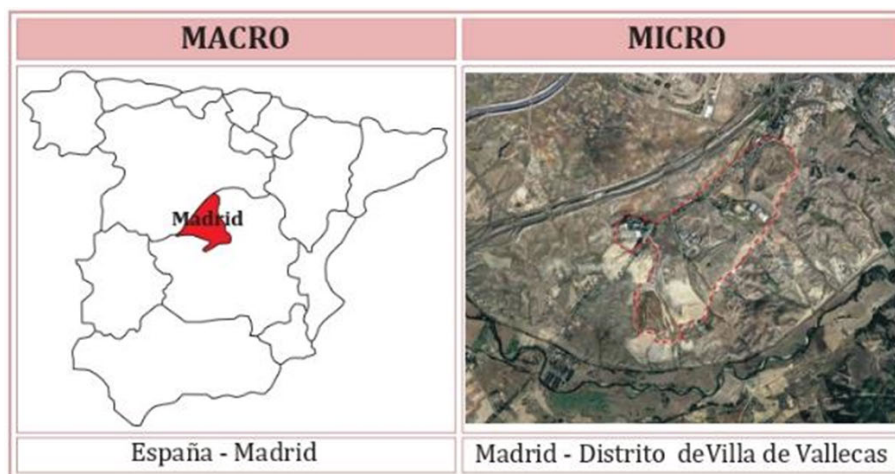 MACRO
MICRO
Madrid
España - Madrid
Madrid - Distrito deVilla de Vallecas